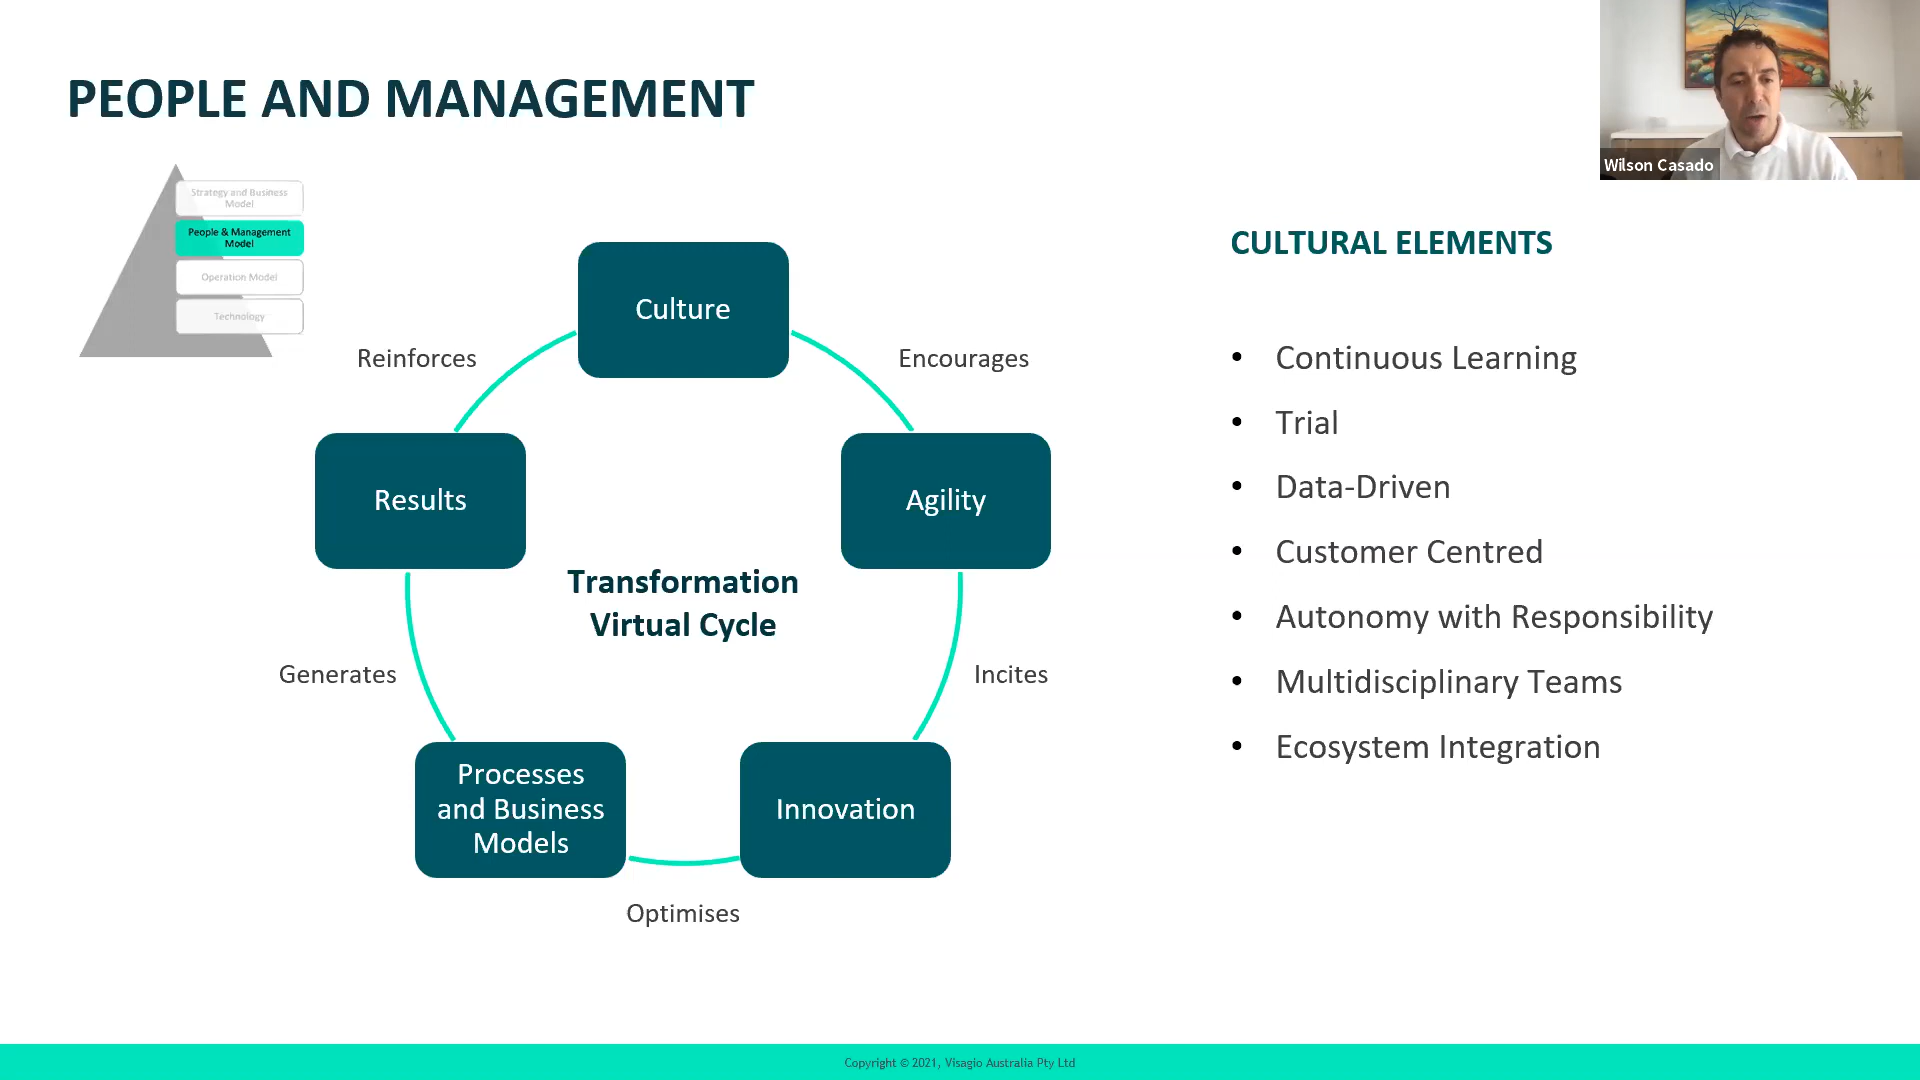 PEOPLE AND MANAGEMENT
Wilson Casado
Strategy and Business
Model
People & Management
Model
Operation Model
Technology
Culture
Reinforces
Encourages
Results
Agility
Transformation
Virtual Cycle
Generates
Incites
Processes
and Business
Models
Innovation
Optimises
CULTURAL ELEMENTS
• Continuous Learning
• Trial
• Data-Driven
• Customer Centred
• Autonomy with Responsibility
• Multidisciplinary Teams
• Ecosystem Integration
Copyright © 2021, Visagio Australia Pty Ltd